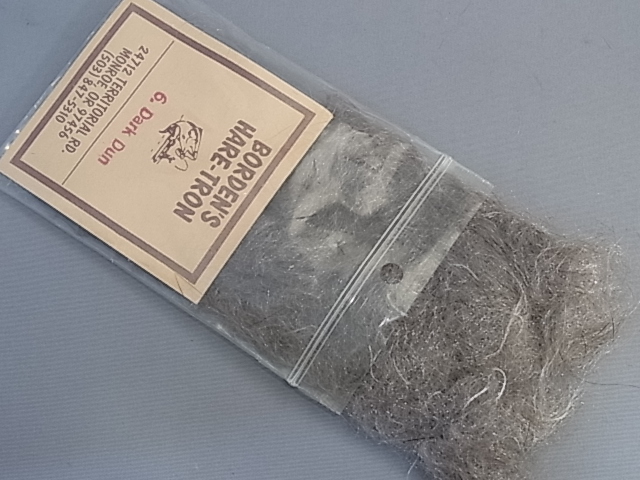 BORDEN'S
HARE-TRON
6. Dark Dun
24712 TERRITORIAL RD.
MONROE, OR 97456
(503) 847-5310